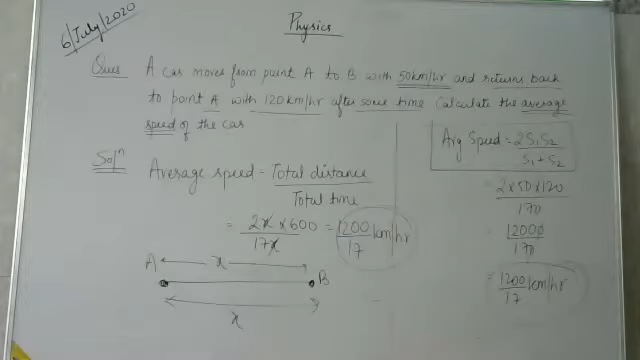 6/July/2020
Physics
Ques A car moves from point A to B with 50km/hr and returns back
to point A with 120km/hr after some time Calculate the average
speed of the car
Solⁿ Average speed = Total distance / Total time
= 2x × 600 / 17x = 1200/17 km/hr
A x B
x
Avg Speed = 2S₁S₂ / S₁+S₂
= 2×50×120 / 170
= 12000 / 170
= 1200/17 km/hr